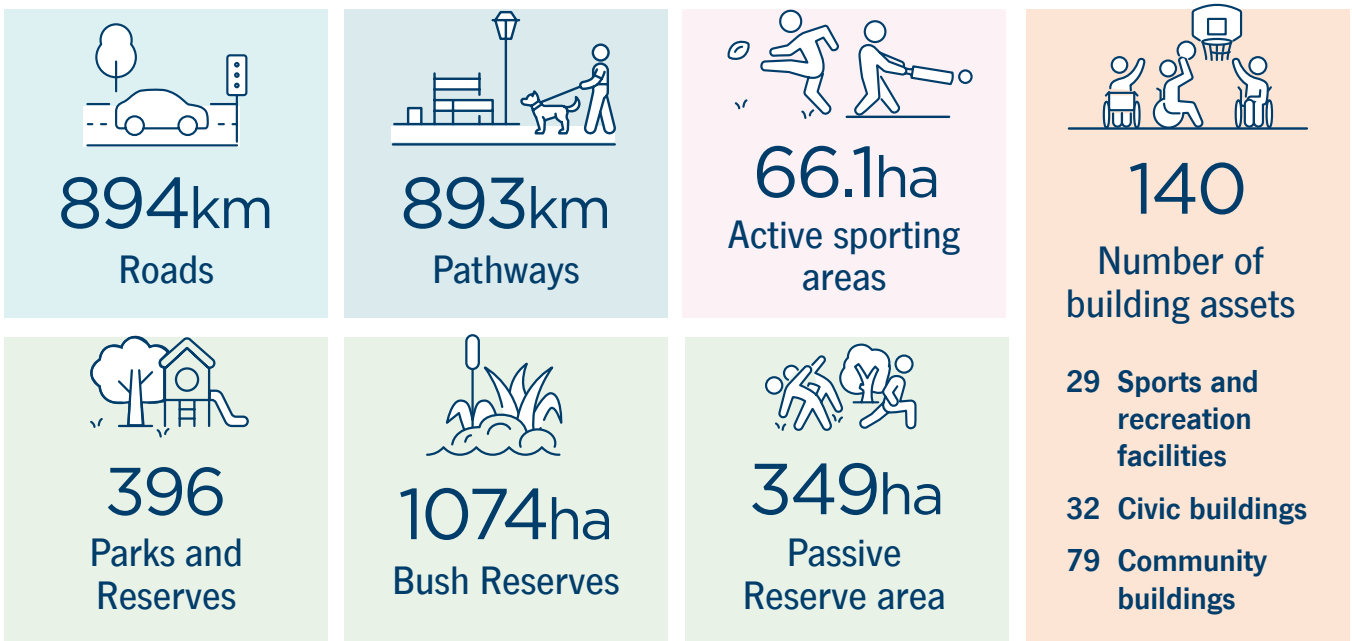 894km
Roads
893km
Pathways
66.1ha
Active sporting
areas
140
Number of
building assets
29 Sports and
recreation
facilities
32 Civic buildings
79 Community
buildings
396
Parks and
Reserves
1074ha
Bush Reserves
349ha
Passive
Reserve area